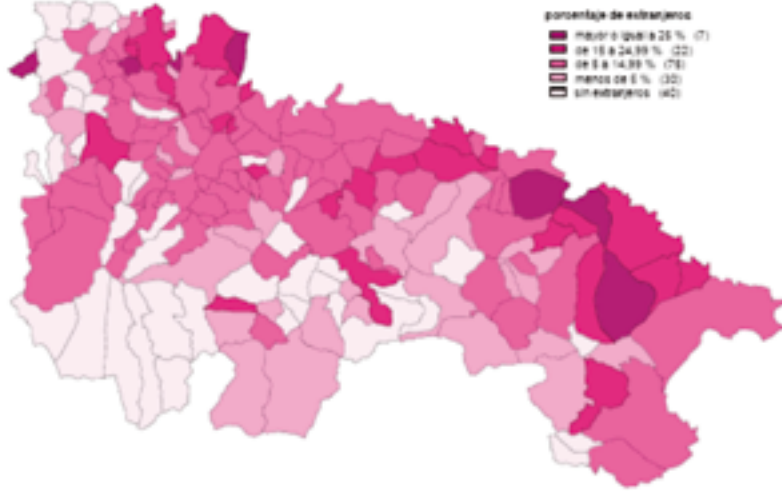 porcentaje de extranjeros
mayor o igual a 25 % (7)
de 15 a 24,99 % (22)
de 5 a 14,99 % (75)
menos de 5 % (30)
sin extranjeros (40)